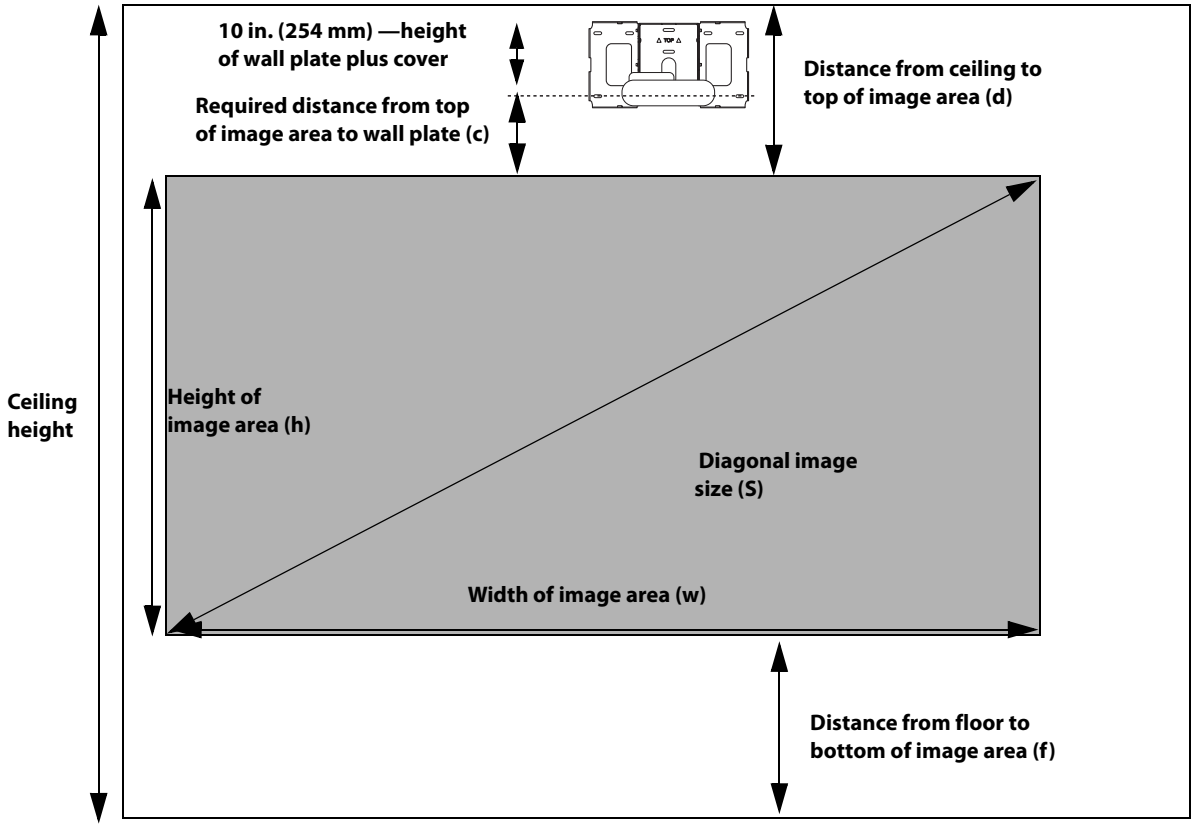 10 in. (254 mm) —height
of wall plate plus cover
△ TOP △
Distance from ceiling to
top of image area (d)
Required distance from top
of image area to wall plate (c)
Ceiling
height
Height of
image area (h)
Diagonal image
size (S)
Width of image area (w)
Distance from floor to
bottom of image area (f)